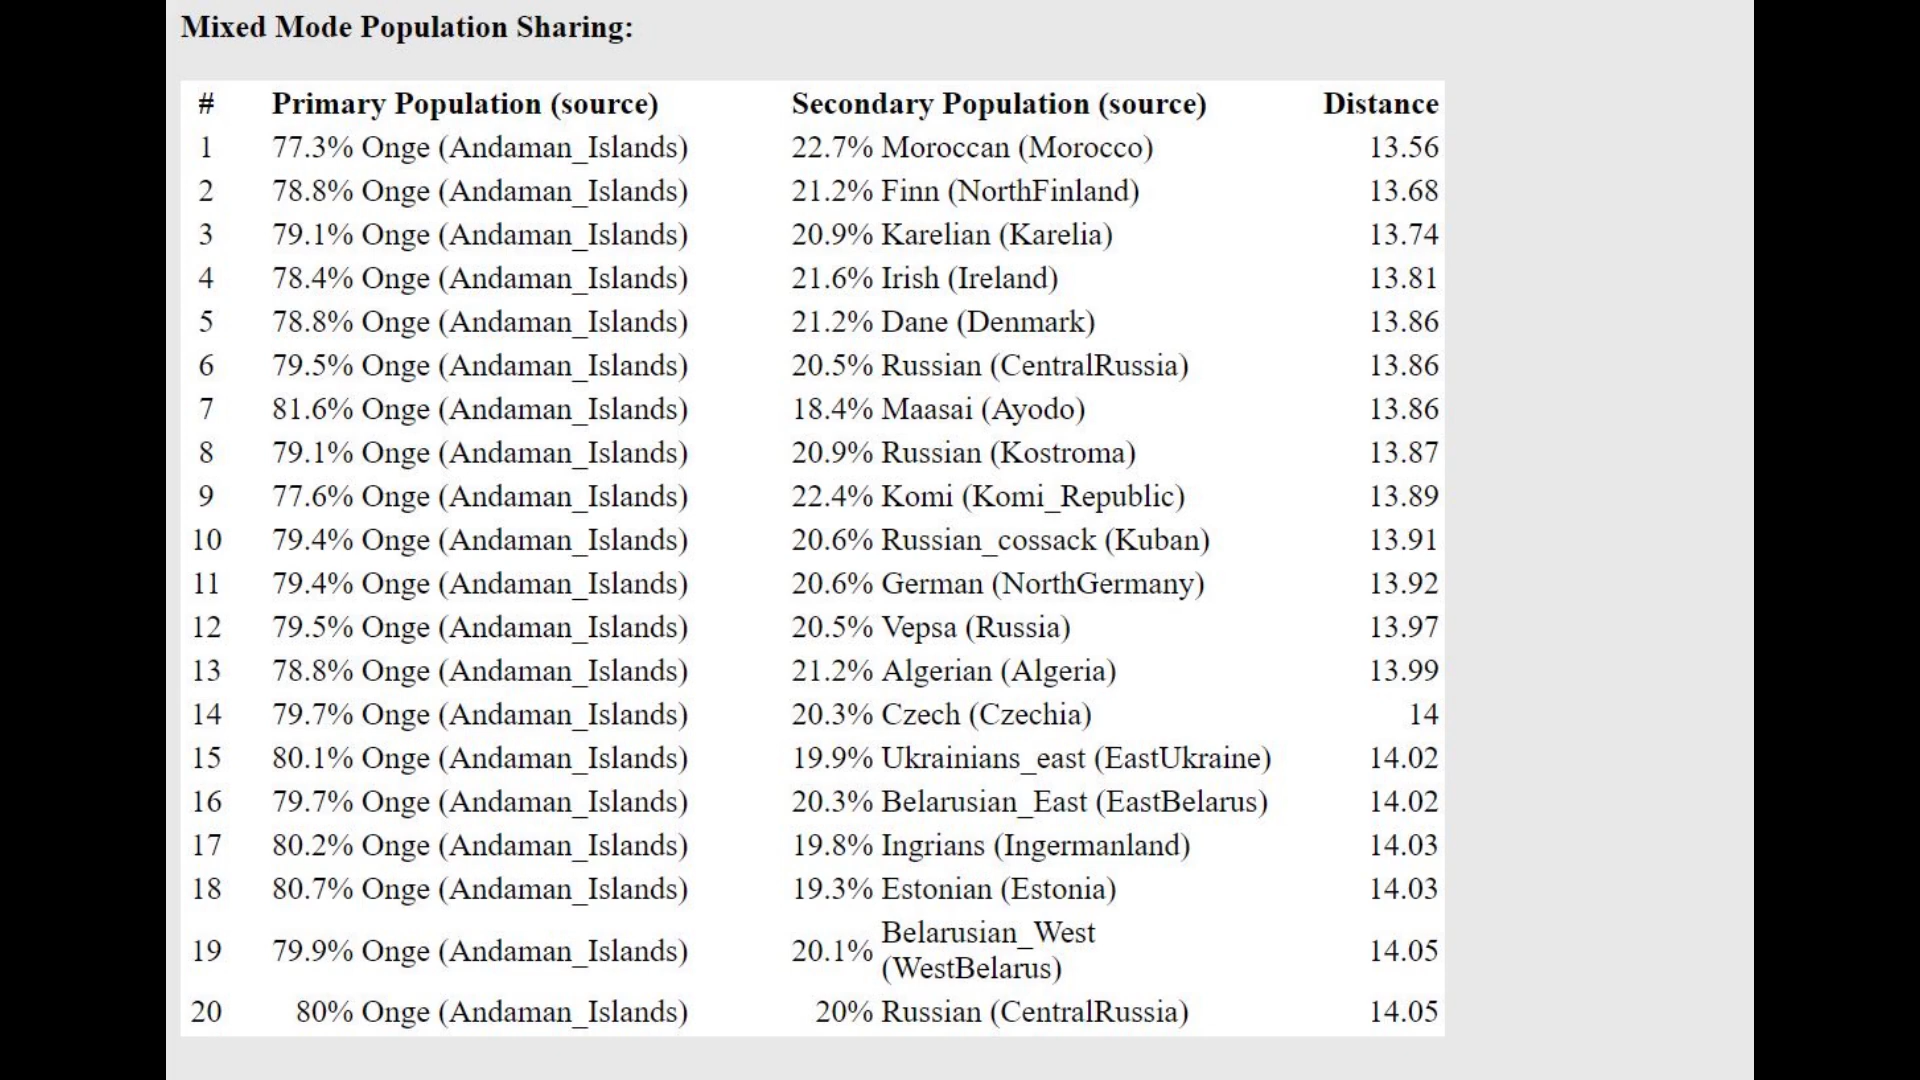 Mixed Mode Population Sharing:
# Primary Population (source) Secondary Population (source) Distance
1 77.3% Onge (Andaman_Islands) 22.7% Moroccan (Morocco) 13.56
2 78.8% Onge (Andaman_Islands) 21.2% Finn (NorthFinland) 13.68
3 79.1% Onge (Andaman_Islands) 20.9% Karelian (Karelia) 13.74
4 78.4% Onge (Andaman_Islands) 21.6% Irish (Ireland) 13.81
5 78.8% Onge (Andaman_Islands) 21.2% Dane (Denmark) 13.86
6 79.5% Onge (Andaman_Islands) 20.5% Russian (CentralRussia) 13.86
7 81.6% Onge (Andaman_Islands) 18.4% Maasai (Ayodo) 13.86
8 79.1% Onge (Andaman_Islands) 20.9% Russian (Kostroma) 13.87
9 77.6% Onge (Andaman_Islands) 22.4% Komi (Komi_Republic) 13.89
10 79.4% Onge (Andaman_Islands) 20.6% Russian_cossack (Kuban) 13.91
11 79.4% Onge (Andaman_Islands) 20.6% German (NorthGermany) 13.92
12 79.5% Onge (Andaman_Islands) 20.5% Vepsa (Russia) 13.97
13 78.8% Onge (Andaman_Islands) 21.2% Algerian (Algeria) 13.99
14 79.7% Onge (Andaman_Islands) 20.3% Czech (Czechia) 14
15 80.1% Onge (Andaman_Islands) 19.9% Ukrainians_east (EastUkraine) 14.02
16 79.7% Onge (Andaman_Islands) 20.3% Belarusian_East (EastBelarus) 14.02
17 80.2% Onge (Andaman_Islands) 19.8% Ingrians (Ingermanland) 14.03
18 80.7% Onge (Andaman_Islands) 19.3% Estonian (Estonia) 14.03
19 79.9% Onge (Andaman_Islands) 20.1% Belarusian_West
(WestBelarus) 14.05
20 80% Onge (Andaman_Islands) 20% Russian (CentralRussia) 14.05